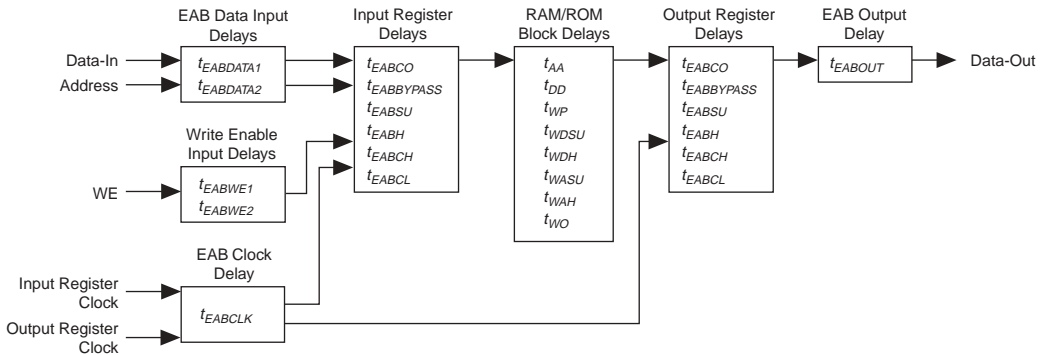 EAB Data Input
Delays
Input Register
Delays
RAM/ROM
Block Delays
Output Register
Delays
EAB Output
Delay
Data-In
Address
tEABDATA1
tEABDATA2
tEABCO
tEABBYPASS
tEABSU
tEABH
tEABCH
tEABCL
tAA
tDD
tWP
tWDSU
tWDH
tWASU
tWAH
tWO
tEABCO
tEABBYPASS
tEABSU
tEABH
tEABCH
tEABCL
tEABOUT
Data-Out
Write Enable
Input Delays
WE
tEABWE1
tEABWE2
EAB Clock
Delay
Input Register
Clock
Output Register
Clock
tEABCLK